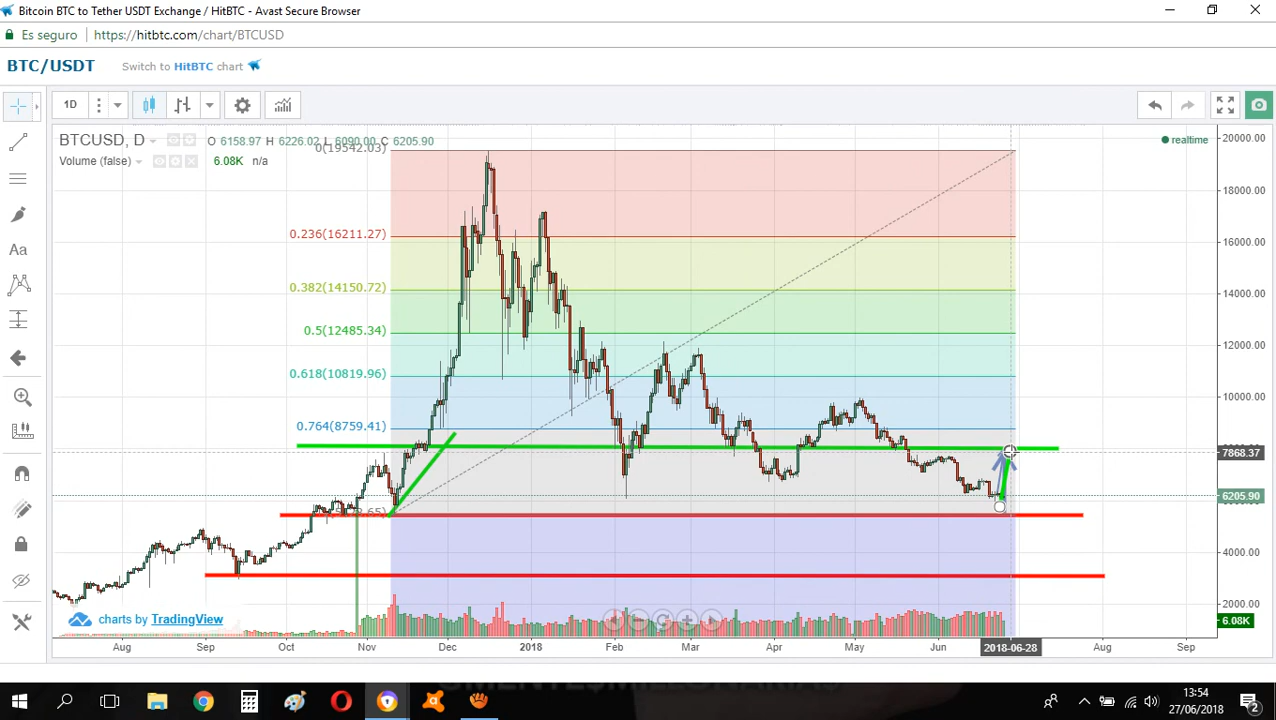 Bitcoin BTC to Tether USDT Exchange / HitBTC - Avast Secure Browser
Es seguro https://hitbtc.com/chart/BTCUSD
BTC/USDT Switch to HitBTC chart
1D
BTCUSD, D O 6158.97 H 6226.02 L 6090.00 C 6205.90
Volume (false) 6.08K n/a
realtime
Aa
0(19542.03)
0.236(16211.27)
0.382(14150.72)
0.5(12485.34)
0.618(10819.96)
0.764(8759.41)
20000.00
18000.00
16000.00
14000.00
12000.00
10000.00
7868.37
6205.90
4000.00
2000.00
6.08K
charts by TradingView
Aug Sep Oct Nov Dec 2018 Feb Mar Apr May Jun 2018-06-28 Aug Sep
13:54
27/06/2018
2